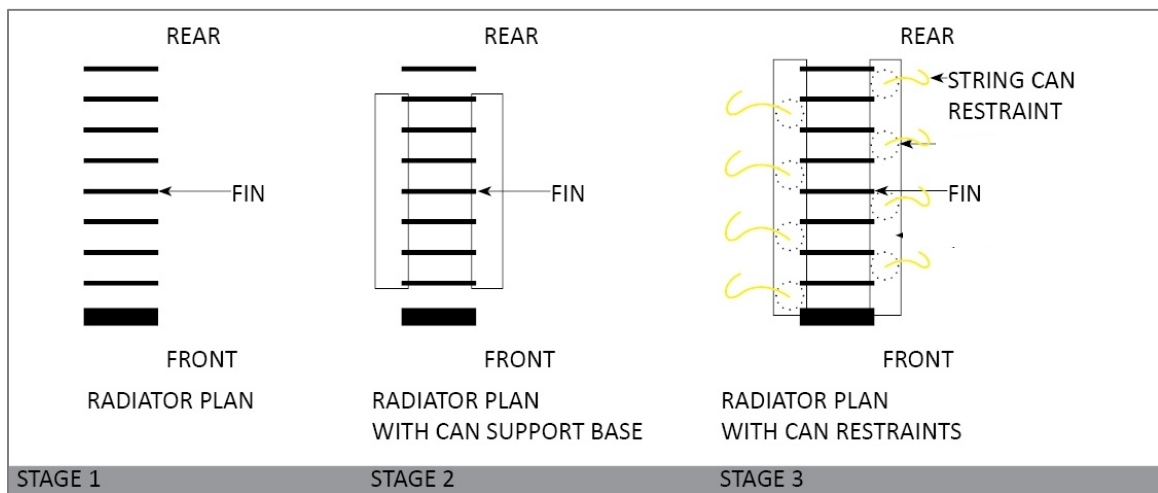 REAR
REAR
REAR
STRING CAN
RESTRAINT
FIN
FIN
FIN
FRONT
FRONT
FRONT
RADIATOR PLAN
RADIATOR PLAN
WITH CAN SUPPORT BASE
RADIATOR PLAN
WITH CAN RESTRAINTS
STAGE 1
STAGE 2
STAGE 3